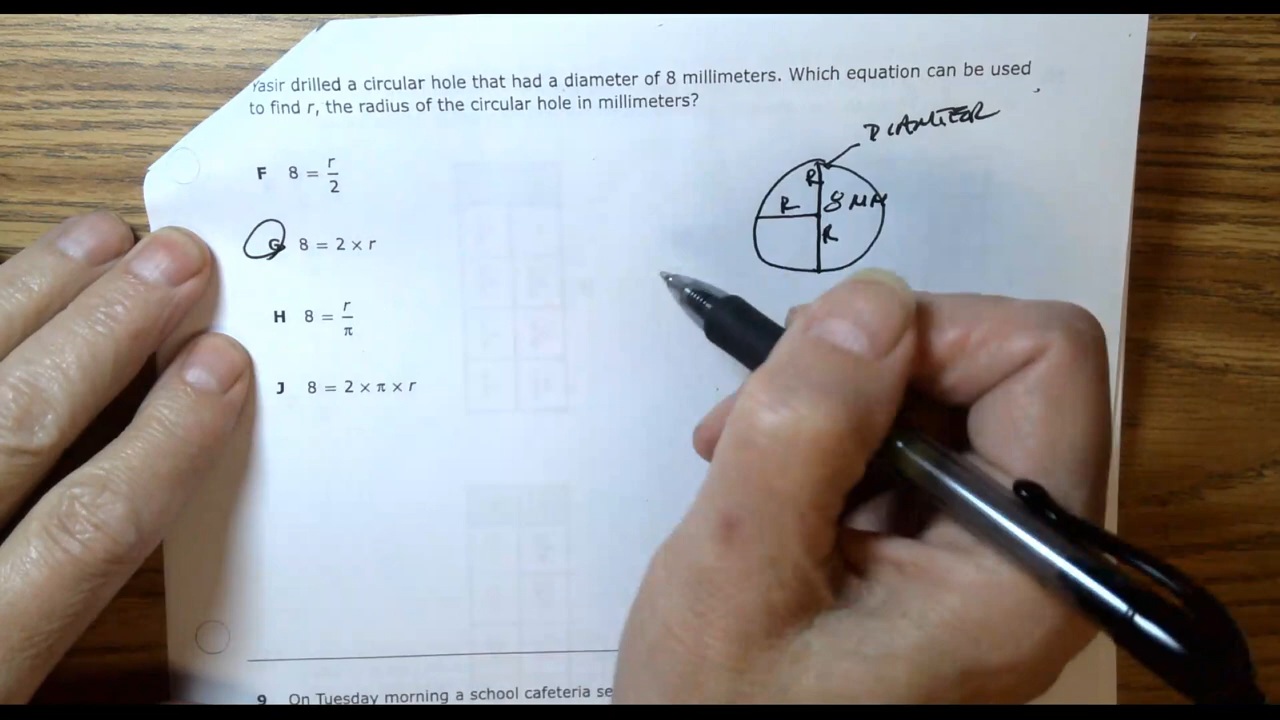 Yasir drilled a circular hole that had a diameter of 8 millimeters. Which equation can be used
to find r, the radius of the circular hole in millimeters?
F 8 = r/2
G 8 = 2 × r
H 8 = r/π
J 8 = 2 × π × r
DIAMTER
R
R 8 MM
R
9 On Tuesday morning a school cafeteria se